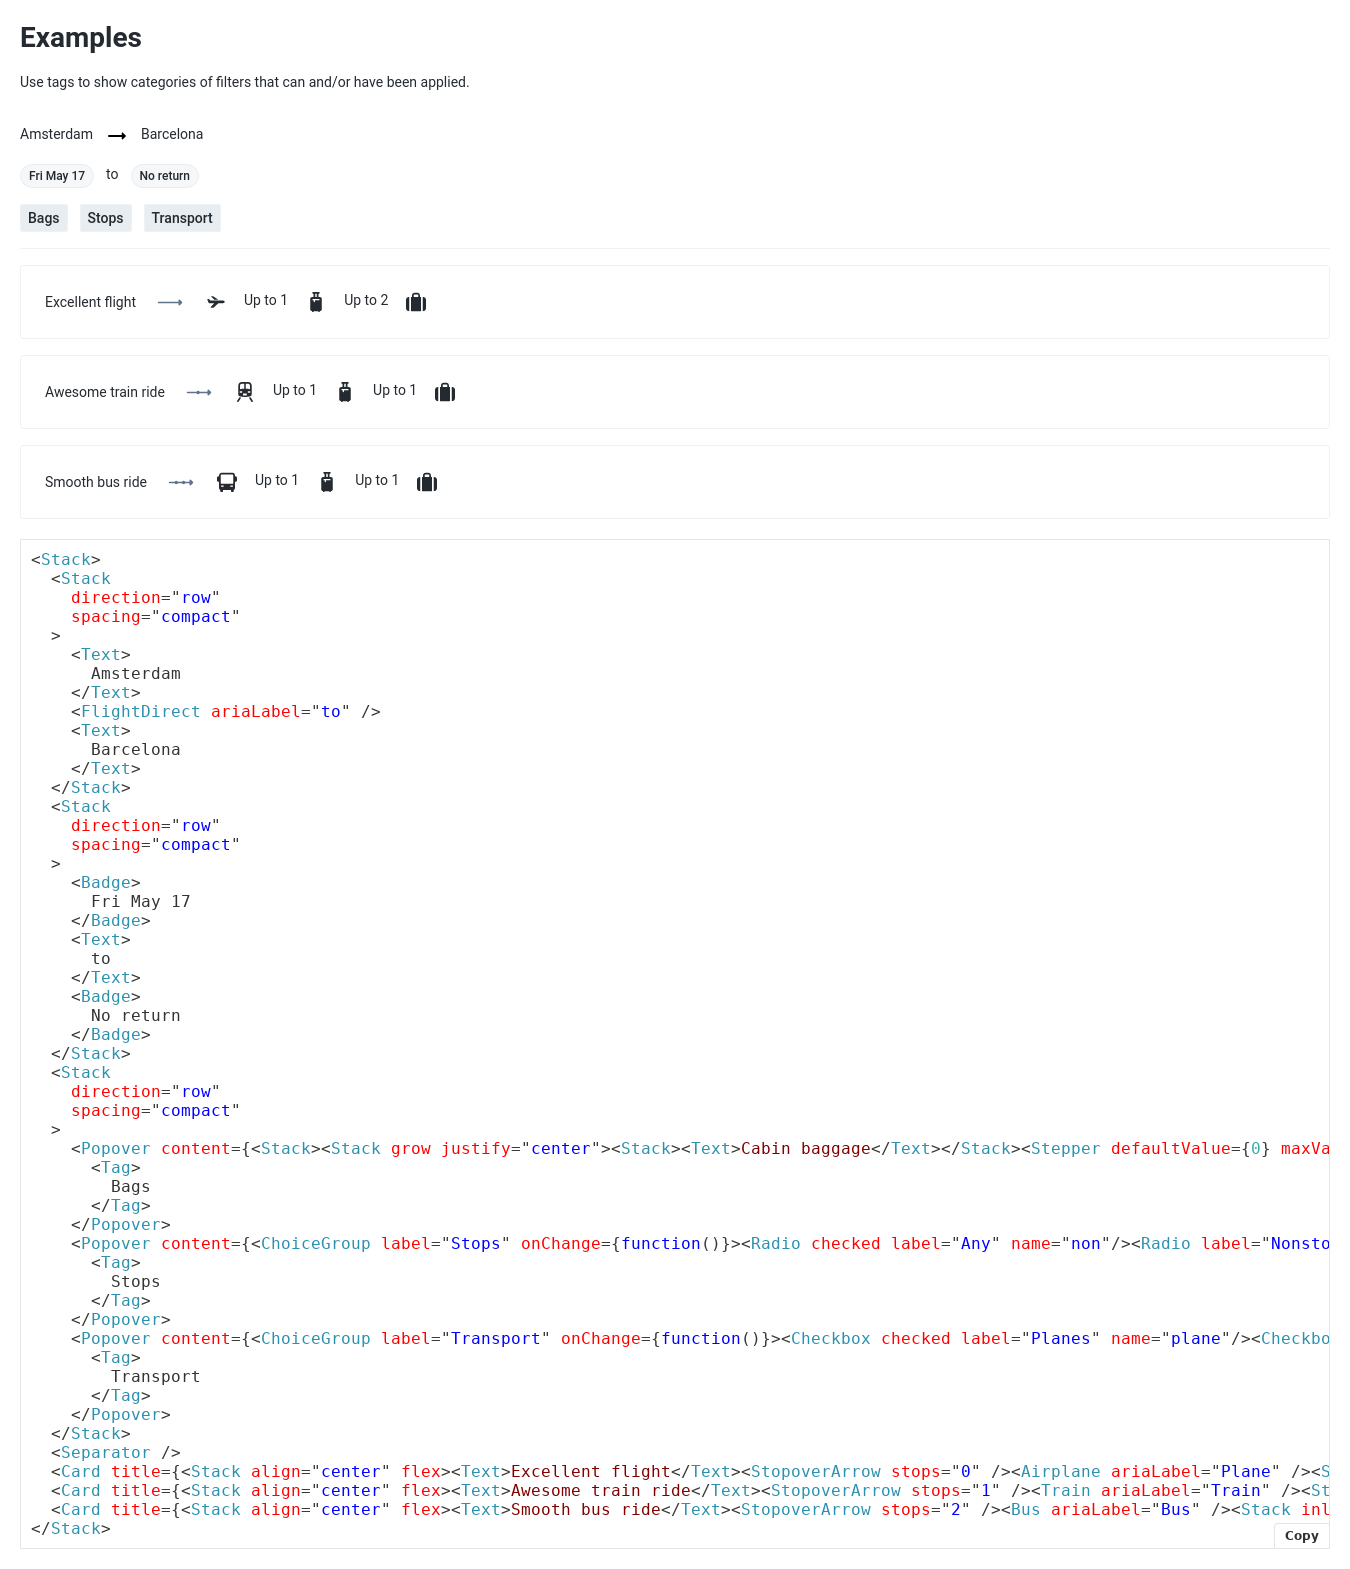 Examples
Use tags to show categories of filters that can and/or have been applied.
Amsterdam Barcelona
Fri May 17 to No return
Bags Stops Transport
Excellent flight Up to 1 Up to 2
Awesome train ride Up to 1 Up to 1
Smooth bus ride Up to 1 Up to 1
<Stack>
  <Stack
    direction="row"
    spacing="compact"
  >
    <Text>
      Amsterdam
    </Text>
    <FlightDirect ariaLabel="to" />
    <Text>
      Barcelona
    </Text>
  </Stack>
  <Stack
    direction="row"
    spacing="compact"
  >
    <Badge>
      Fri May 17
    </Badge>
    <Text>
      to
    </Text>
    <Badge>
      No return
    </Badge>
  </Stack>
  <Stack
    direction="row"
    spacing="compact"
  >
    <Popover content={<Stack><Stack grow justify="center"><Stack><Text>Cabin baggage</Text></Stack><Stepper defaultValue={0} maxVa
      <Tag>
        Bags
      </Tag>
    </Popover>
    <Popover content={<ChoiceGroup label="Stops" onChange={function()}><Radio checked label="Any" name="non"/><Radio label="Nonsto
      <Tag>
        Stops
      </Tag>
    </Popover>
    <Popover content={<ChoiceGroup label="Transport" onChange={function()}><Checkbox checked label="Planes" name="plane"/><Checkbo
      <Tag>
        Transport
      </Tag>
    </Popover>
  </Stack>
  <Separator />
  <Card title={<Stack align="center" flex><Text>Excellent flight</Text><StopoverArrow stops="0" /><Airplane ariaLabel="Plane" /><S
  <Card title={<Stack align="center" flex><Text>Awesome train ride</Text><StopoverArrow stops="1" /><Train ariaLabel="Train" /><St
  <Card title={<Stack align="center" flex><Text>Smooth bus ride</Text><StopoverArrow stops="2" /><Bus ariaLabel="Bus" /><Stack inl
</Stack>
Copy